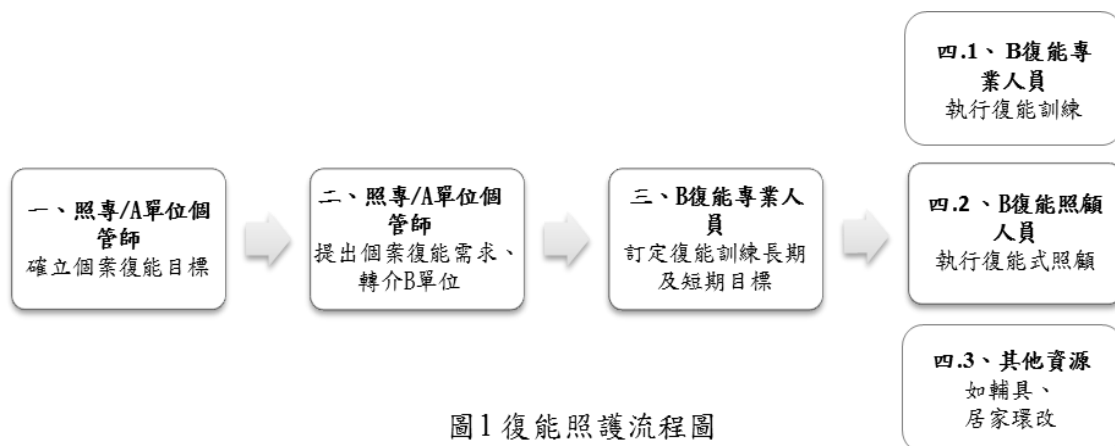 一、照專/A單位個
管師
確立個案復能目標
二、照專/A單位個
管師
提出個案復能需求、
轉介B單位
三、B復能專業人
員
訂定復能訓練長期
及短期目標
四.1、B復能專
業人員
執行復能訓練
四.2、B復能照顧
人員
執行復能式照顧
四.3、其他資源
如輔具、
居家環改
圖1復能照護流程圖